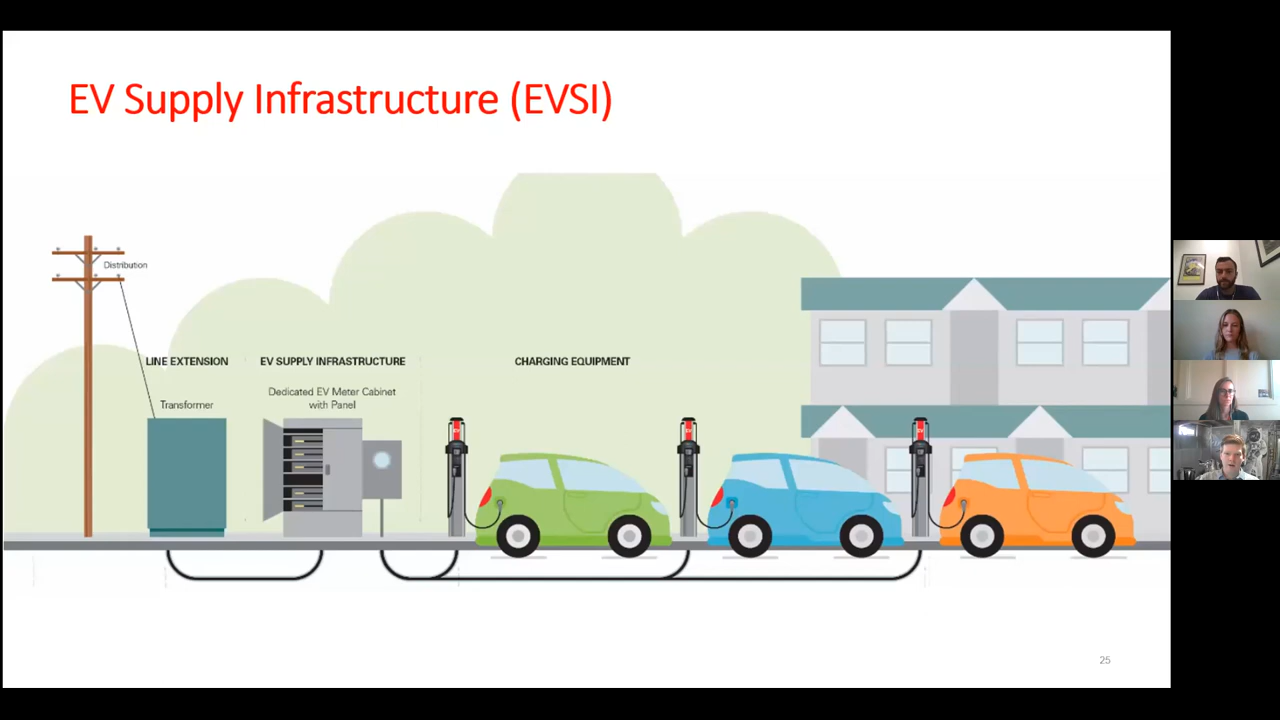 EV Supply Infrastructure (EVSI)
Distribution
LINE EXTENSION
EV SUPPLY INFRASTRUCTURE
CHARGING EQUIPMENT
Transformer
Dedicated EV Meter Cabinet
with Panel
25